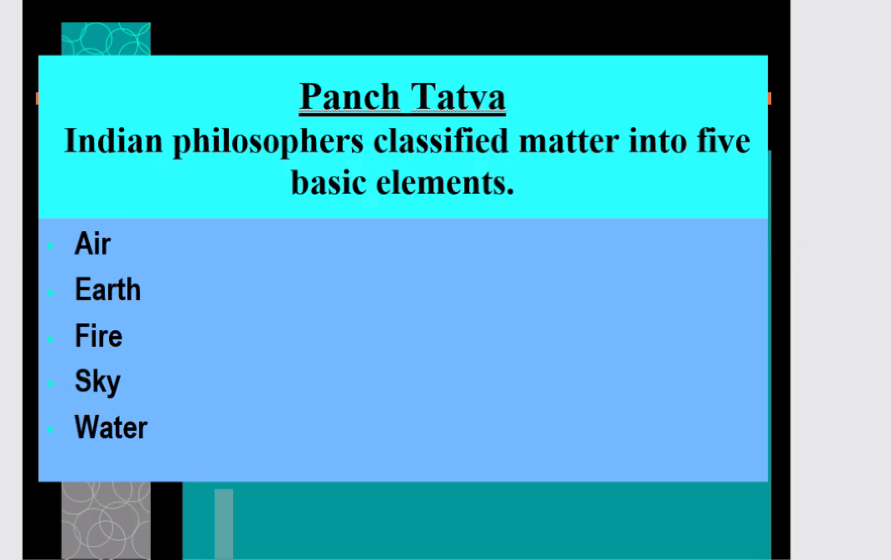 Panch Tatva
Indian philosophers classified matter into five
basic elements.
Air
Earth
Fire
Sky
Water